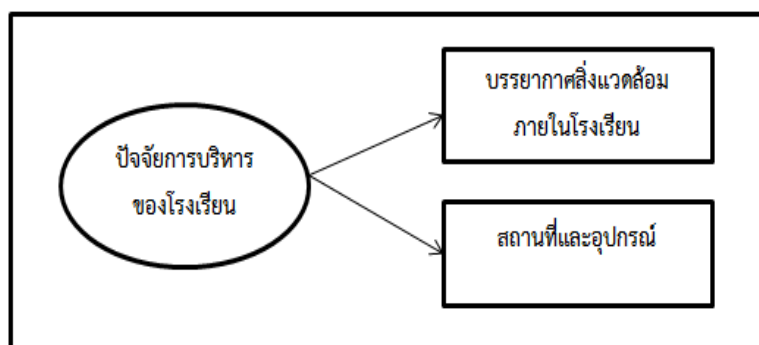 ปัจจัยการบริหาร
ของโรงเรียน
บรรยากาศสิ่งแวดล้อม
ภายในโรงเรียน
สถานที่และอุปกรณ์